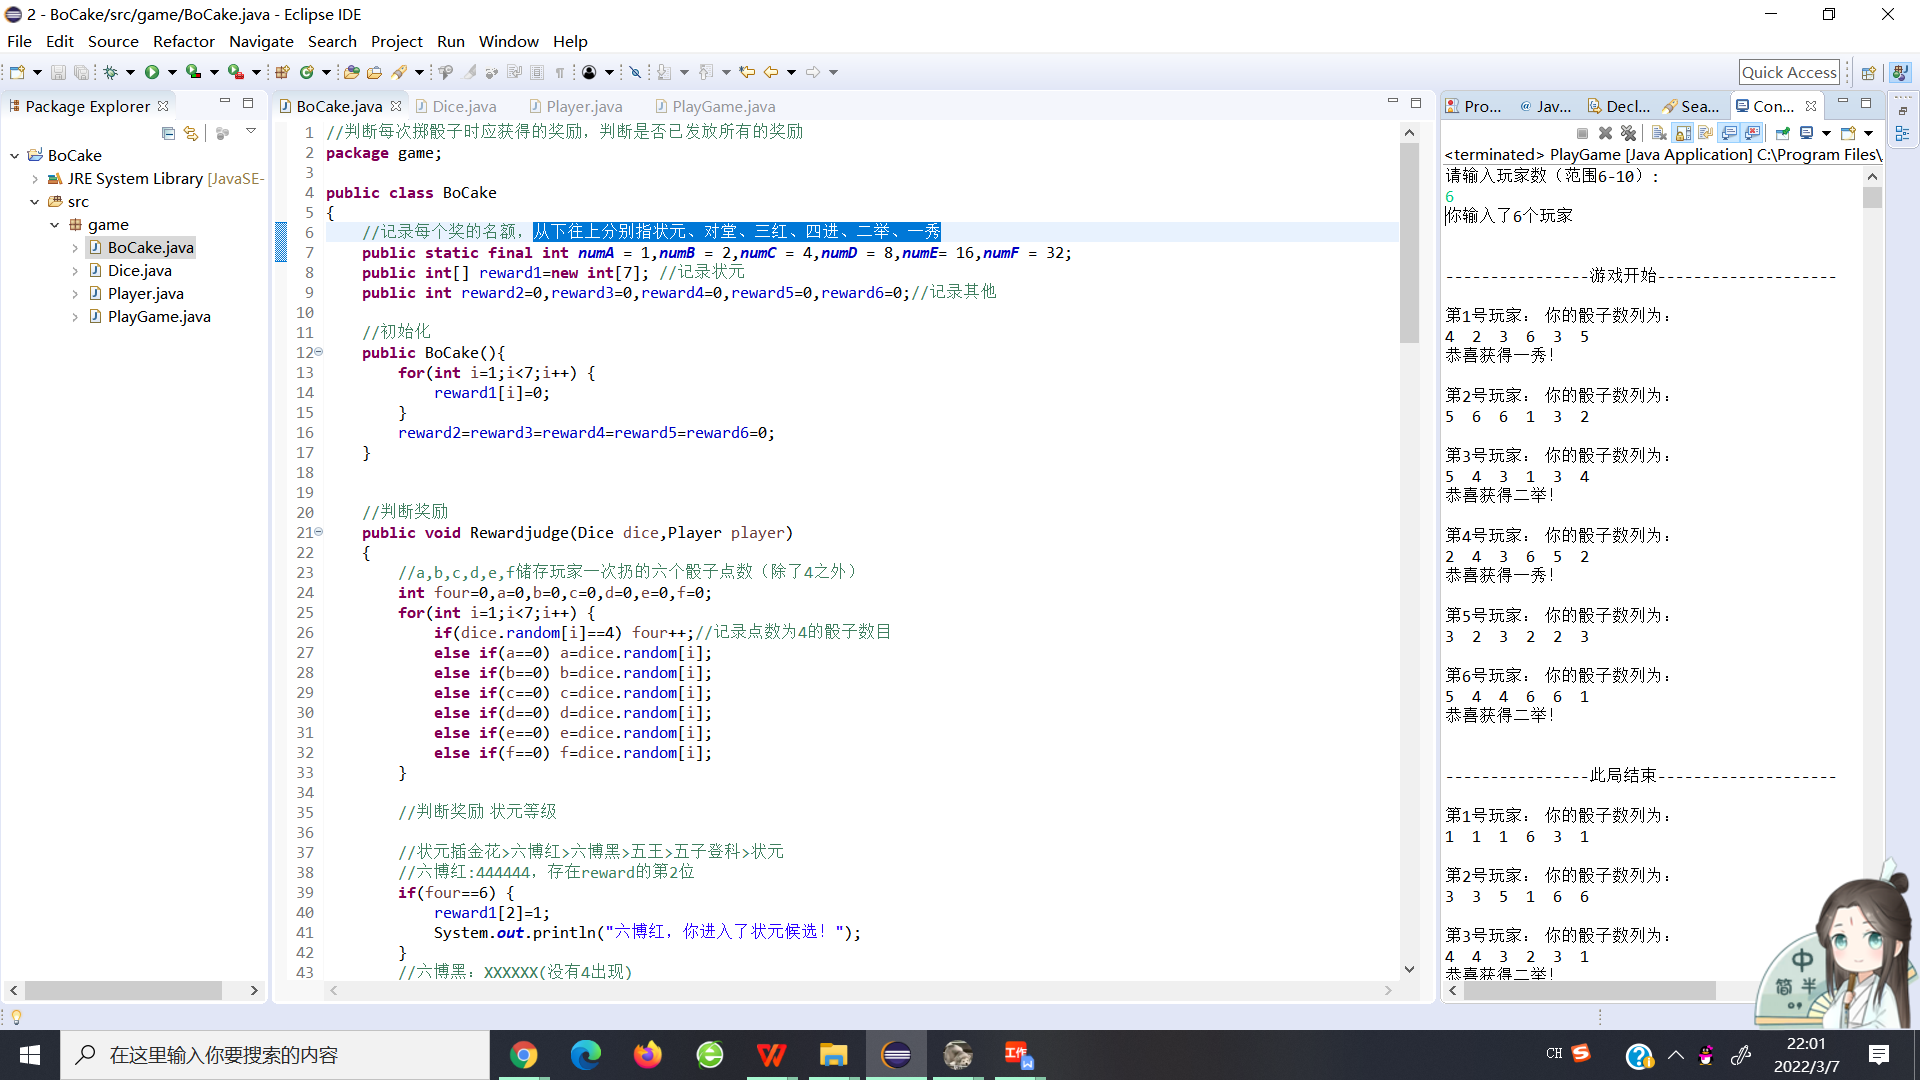 2 - BoCake/src/game/BoCake.java - Eclipse IDE
File Edit Source Refactor Navigate Search Project Run Window Help
Quick Access
Package Explorer
BoCake
JRE System Library [JavaSE-
src
game
BoCake.java
Dice.java
Player.java
PlayGame.java
BoCake.java Dice.java Player.java PlayGame.java
1 //判断每次掷骰子时应获得的奖励，判断是否已发放所有的奖励
2 package game;
3
4 public class BoCake
5 {
6 //记录每个奖的名额，从下往上分别指状元、对堂、三红、四进、二举、一秀
7 public static final int numA = 1,numB = 2,numC = 4,numD = 8,numE= 16,numF = 32;
8 public int[] reward1=new int[7]; //记录状元
9 public int reward2=0,reward3=0,reward4=0,reward5=0,reward6=0;//记录其他
10
11 //初始化
12 public BoCake(){
13 for(int i=1;i<7;i++) {
14 reward1[i]=0;
15 }
16 reward2=reward3=reward4=reward5=reward6=0;
17 }
18
19
20 //判断奖励
21 public void Rewardjudge(Dice dice,Player player)
22 {
23 //a,b,c,d,e,f储存玩家一次扔的六个骰子点数（除了4之外）
24 int four=0,a=0,b=0,c=0,d=0,e=0,f=0;
25 for(int i=1;i<7;i++) {
26 if(dice.random[i]==4) four++;//记录点数为4的骰子数目
27 else if(a==0) a=dice.random[i];
28 else if(b==0) b=dice.random[i];
29 else if(c==0) c=dice.random[i];
30 else if(d==0) d=dice.random[i];
31 else if(e==0) e=dice.random[i];
32 else if(f==0) f=dice.random[i];
33 }
34
35 //判断奖励 状元等级
36
37 //状元插金花>六博红>六博黑>五王>五子登科>状元
38 //六博红:444444，存在reward的第2位
39 if(four==6) {
40 reward1[2]=1;
41 System.out.println("六博红，你进入了状元候选！");
42 }
43 //六博黑：XXXXXX(没有4出现)
Pro... Jav... Decl... Sea... Con...
<terminated> PlayGame [Java Application] C:\Program Files\
请输入玩家数（范围6-10）:
6
你输入了6个玩家
----------------游戏开始--------------------
第1号玩家： 你的骰子数列为：
4 2 3 6 3 5
恭喜获得一秀！
第2号玩家： 你的骰子数列为：
5 6 6 1 3 2
第3号玩家： 你的骰子数列为：
5 4 3 1 3 4
恭喜获得二举！
第4号玩家： 你的骰子数列为：
2 4 3 6 5 2
恭喜获得一秀！
第5号玩家： 你的骰子数列为：
3 2 3 2 2 3
第6号玩家： 你的骰子数列为：
5 4 4 6 6 1
恭喜获得二举！
----------------此局结束--------------------
第1号玩家： 你的骰子数列为：
1 1 1 6 3 1
第2号玩家： 你的骰子数列为：
3 3 5 1 6 6
第3号玩家： 你的骰子数列为：
4 4 3 2 3 1
恭喜获得二举！
中
简 半
在这里输入你要搜索的内容
工作
CH
22:01
2022/3/7